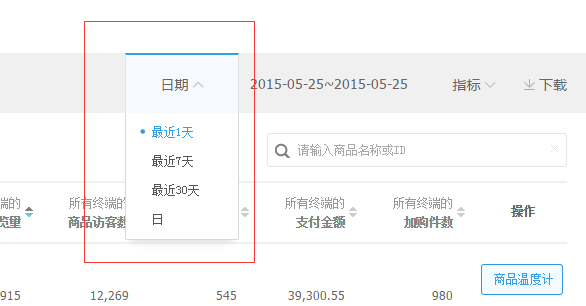 日期
2015-05-25~2015-05-25
指标
下载
最近1天
最近7天
最近30天
日
请输入商品名称或ID
所有终端的
商品访客数
所有终端的
支付金额
所有终端的
加购件数
操作
915
12,269
545
39,300.55
980
商品温度计